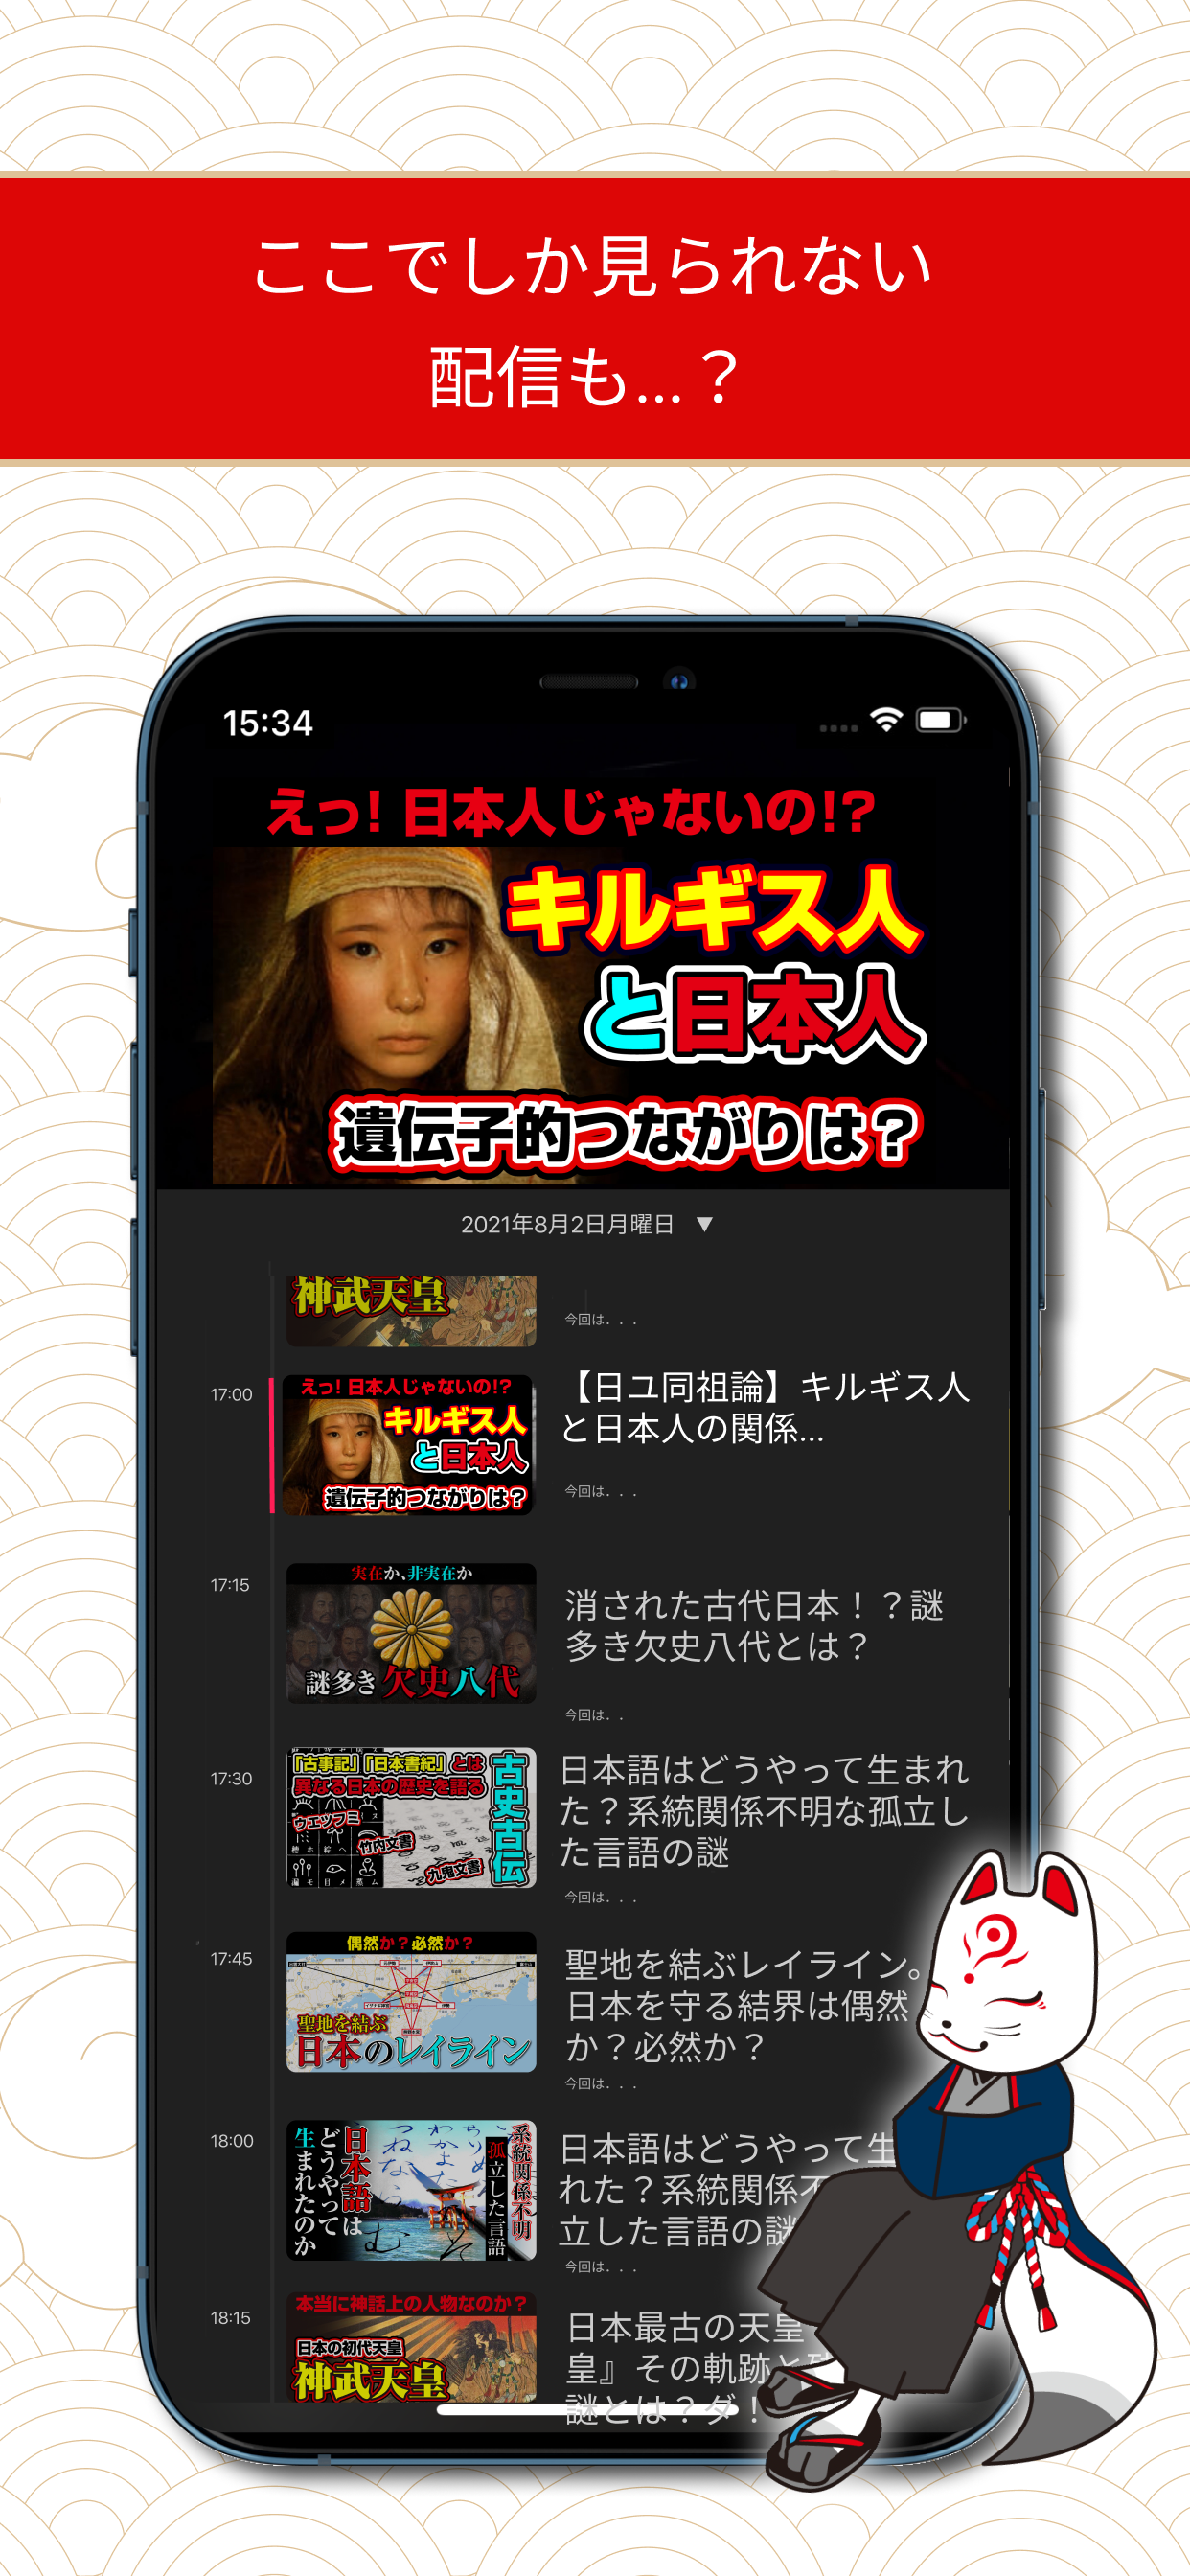 ここでしか見られない
配信も...？
15:34
えっ! 日本人じゃないの!?
キルギス人
と日本人
遺伝子的つながりは？
2021年8月2日月曜日 ▼
神武天皇
今回は．．．
17:00
えっ! 日本人じゃないの!?
キルギス人
と日本人
遺伝子的つながりは？
【日ユ同祖論】キルギス人
と日本人の関係...
今回は．．．
17:15
実在か、非実在か
謎多き欠史八代
消された古代日本！？謎
多き欠史八代とは？
今回は．．
17:30
「古事記」「日本書紀」とは
異なる日本の歴史を語る
古史古伝
ウエツフミ
竹内文書
九鬼文書
日本語はどうやって生まれ
た？系統関係不明な孤立し
た言語の謎
今回は．．．
17:45
偶然か？必然か？
聖地を結ぶ
日本のレイライン
聖地を結ぶレイライン。
日本を守る結界は偶然
か？必然か？
今回は．．．
18:00
日本語は
どうやって
生まれたのか
系統関係不明
孤立した言語
日本語はどうやって生
れた？系統関係不
立した言語の謎
今回は．．．
18:15
本当に神話上の人物なのか？
日本の初代天皇
神武天皇
日本最古の天皇
皇』その軌跡と
謎とは？ダ！